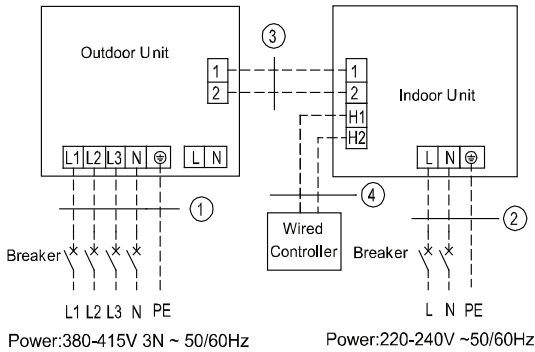 Outdoor Unit
1
2
L1 L2 L3 N
L N
3
1
2
H1
H2
Indoor Unit
L N
1
4
2
Wired
Controller
Breaker
Breaker
L1 L2 L3 N PE
L N PE
Power:380-415V 3N ~ 50/60Hz
Power:220-240V ~50/60Hz